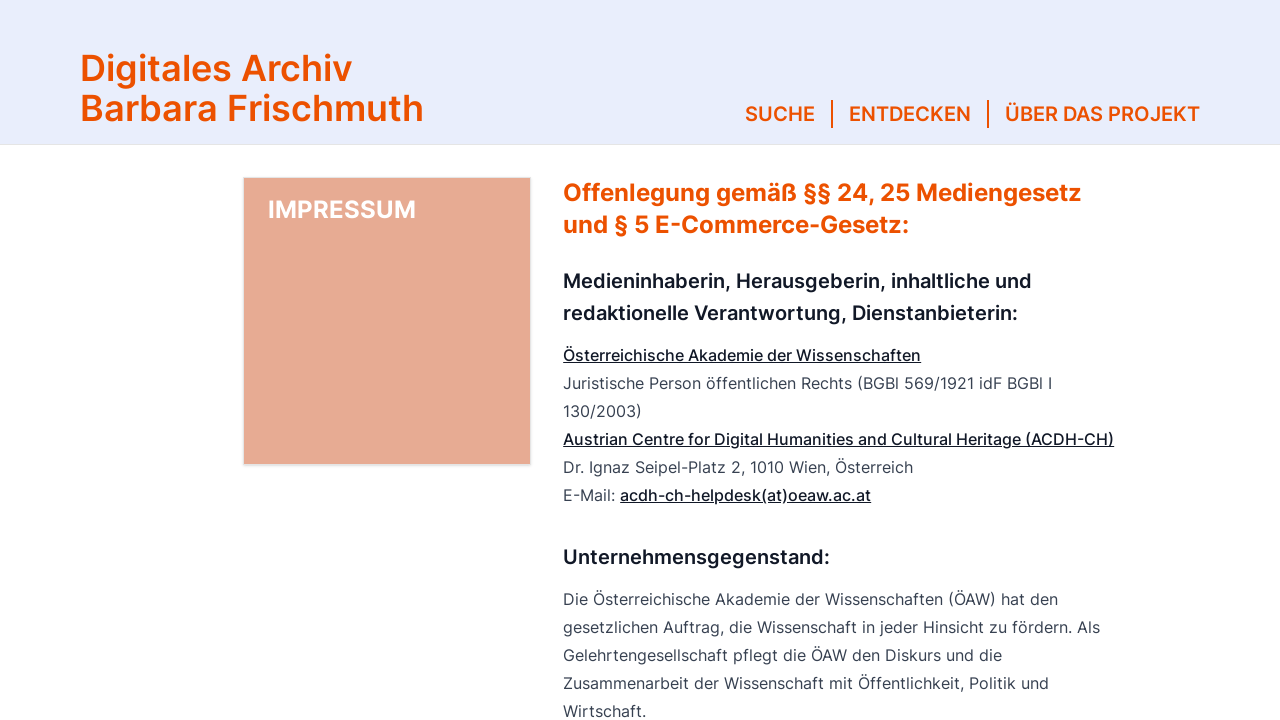 Digitales Archiv
Barbara Frischmuth
SUCHE
ENTDECKEN
ÜBER DAS PROJEKT
IMPRESSUM
Offenlegung gemäß §§ 24, 25 Mediengesetz
und § 5 E-Commerce-Gesetz:
Medieninhaberin, Herausgeberin, inhaltliche und
redaktionelle Verantwortung, Dienstanbieterin:
Österreichische Akademie der Wissenschaften
Juristische Person öffentlichen Rechts (BGBl 569/1921 idF BGBl I
130/2003)
Austrian Centre for Digital Humanities and Cultural Heritage (ACDH-CH)
Dr. Ignaz Seipel-Platz 2, 1010 Wien, Österreich
E-Mail: acdh-ch-helpdesk(at)oeaw.ac.at
Unternehmensgegenstand:
Die Österreichische Akademie der Wissenschaften (ÖAW) hat den
gesetzlichen Auftrag, die Wissenschaft in jeder Hinsicht zu fördern. Als
Gelehrtengesellschaft pflegt die ÖAW den Diskurs und die
Zusammenarbeit der Wissenschaft mit Öffentlichkeit, Politik und
Wirtschaft.